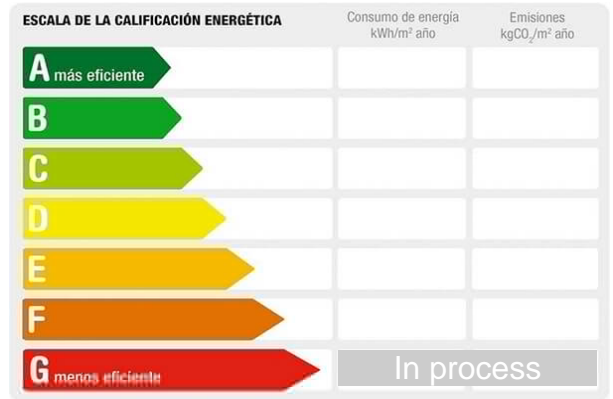 ESCALA DE LA CALIFICACIÓN ENERGÉTICA
Consumo de energía
kWh/m² año
Emisiones
kgCO₂/m² año
A más eficiente
B
C
D
E
F
G menos eficiente
In process